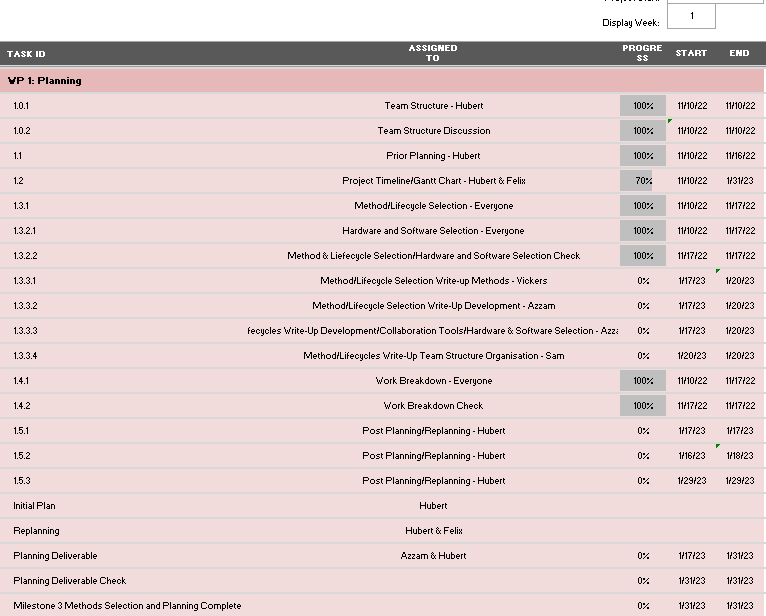 Display Week: 1
TASK ID ASSIGNED TO PROGRESS START END
WP 1: Planning
1.0.1 Team Structure - Hubert 100% 11/10/22 11/10/22
1.0.2 Team Structure Discussion 100% 11/10/22 11/10/22
1.1 Prior Planning - Hubert 100% 11/10/22 11/16/22
1.2 Project Timeline/Gantt Chart - Hubert & Felix 70% 11/10/22 1/31/23
1.3.1 Method/Lifecycle Selection - Everyone 100% 11/10/22 11/17/22
1.3.2.1 Hardware and Software Selection - Everyone 100% 11/10/22 11/17/22
1.3.2.2 Method & Liefecycle Selection/Hardware and Software Selection Check 100% 11/17/22 11/17/22
1.3.3.1 Method/Lifecycle Selection Write-up Methods - Vickers 0% 1/17/23 1/20/23
1.3.3.2 Method/Lifecycle Selection Write-Up Development - Azzam 0% 1/17/23 1/20/23
1.3.3.3 fecycles Write-Up Development/Collaboration Tools/Hardware & Software Selection - Azza 0% 1/17/23 1/20/23
1.3.3.4 Method/Lifecycles Write-Up Team Structure Organisation - Sam 0% 1/20/23 1/20/23
1.4.1 Work Breakdown - Everyone 100% 11/10/22 11/17/22
1.4.2 Work Breakdown Check 100% 11/17/22 11/17/22
1.5.1 Post Planning/Replanning - Hubert 0% 1/17/23 1/17/23
1.5.2 Post Planning/Replanning - Hubert 0% 1/16/23 1/18/23
1.5.3 Post Planning/Replanning - Hubert 0% 1/29/23 1/29/23
Initial Plan Hubert
Replanning Hubert & Felix
Planning Deliverable Azzam & Hubert 0% 1/17/23 1/31/23
Planning Deliverable Check 0% 1/31/23 1/31/23
Milestone 3 Methods Selection and Planning Complete 0% 1/31/23 1/31/23